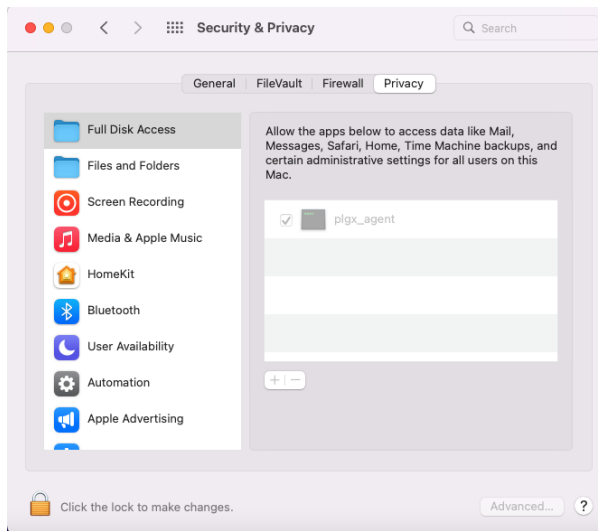 Security & Privacy
Search
General
FileVault
Firewall
Privacy
Full Disk Access
Files and Folders
Screen Recording
Media & Apple Music
HomeKit
Bluetooth
User Availability
Automation
Apple Advertising
Allow the apps below to access data like Mail,
Messages, Safari, Home, Time Machine backups, and
certain administrative settings for all users on this
Mac.
plgx_agent
+ | −
Click the lock to make changes.
Advanced...
?